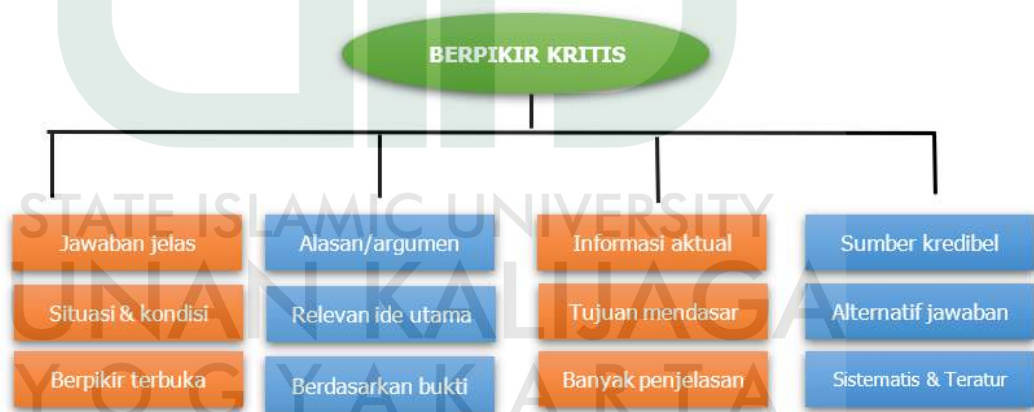 BERPIKIR KRITIS
Jawaban jelas
Alasan/argumen
Informasi aktual
Sumber kredibel
Situasi & kondisi
Relevan ide utama
Tujuan mendasar
Alternatif jawaban
Berpikir terbuka
Berdasarkan bukti
Banyak penjelasan
Sistematis & Teratur
STATE ISLAMIC UNIVERSITY
UNAN KALIJAGA
YOGYAKARTA